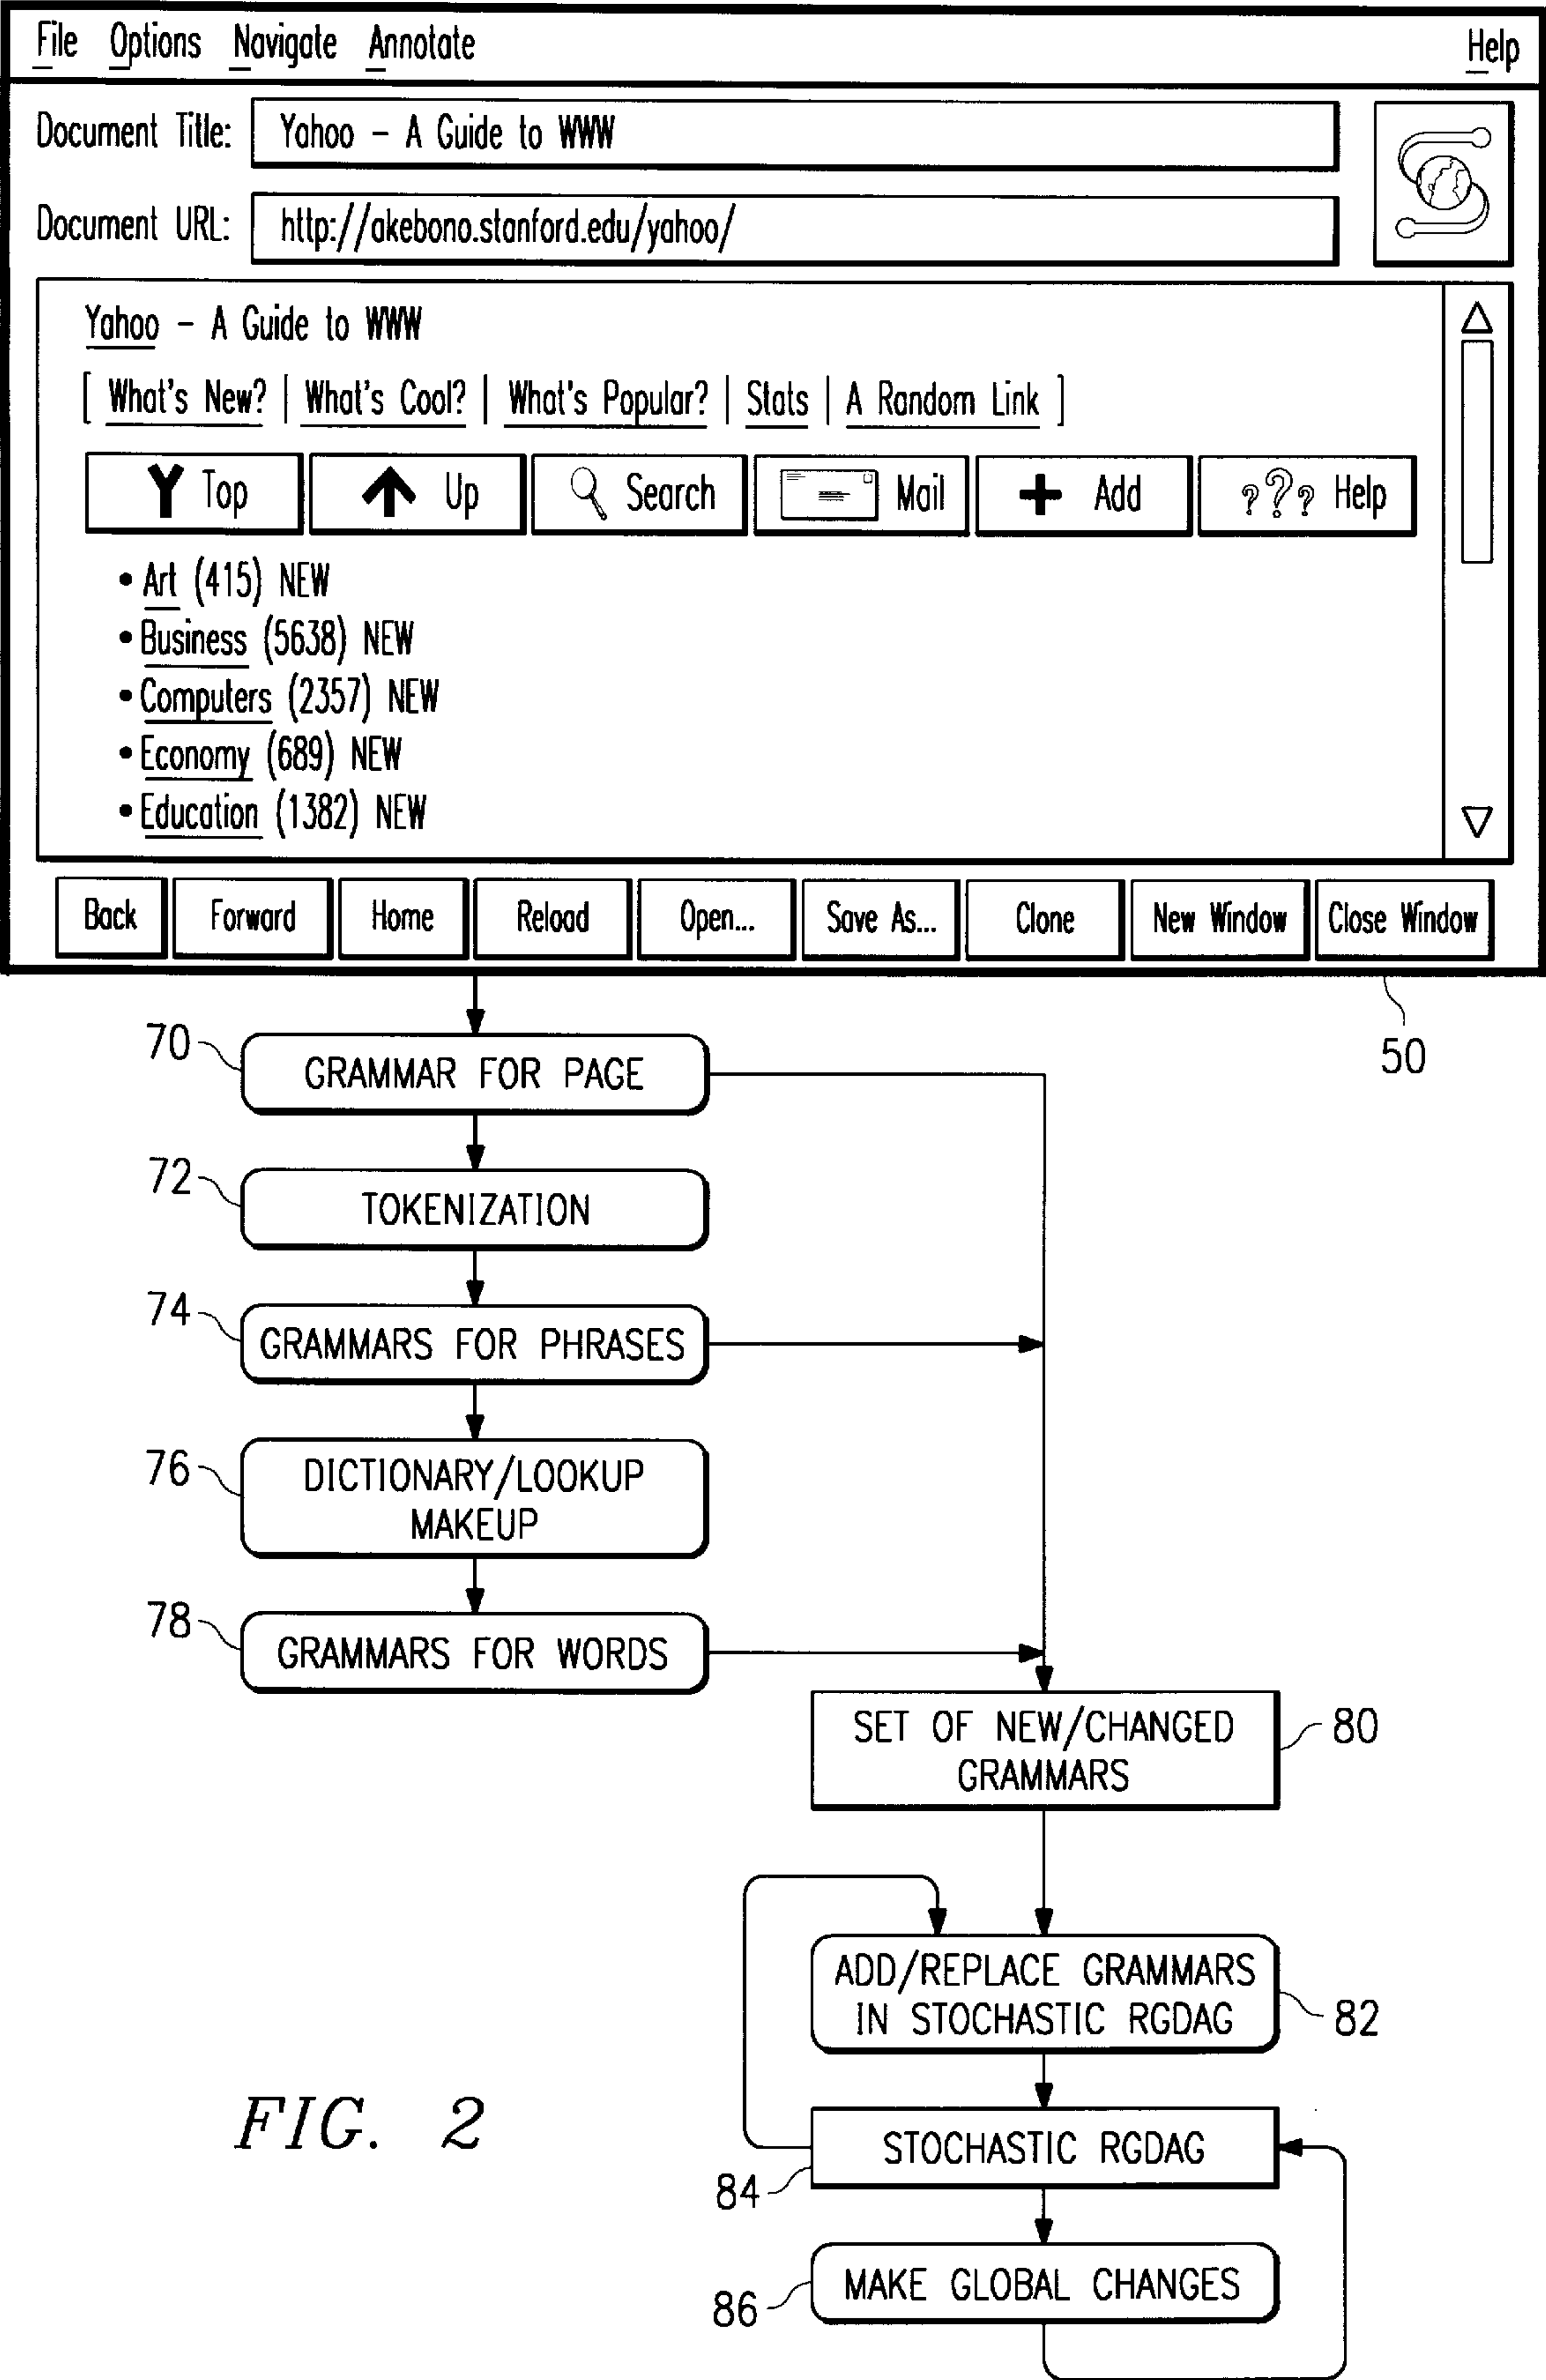 File Options Navigate Annotate Help
Document Title: Yahoo - A Guide to WWW
Document URL: http://akebono.stanford.edu/yahoo/
Yahoo - A Guide to WWW
[ What's New? | What's Cool? | What's Popular? | Stats | A Random Link ]
Y Top Up Search Mail + Add ??? Help
• Art (415) NEW
• Business (5638) NEW
• Computers (2357) NEW
• Economy (689) NEW
• Education (1382) NEW
Back Forward Home Reload Open... Save As... Clone New Window Close Window
50
70 GRAMMAR FOR PAGE
72 TOKENIZATION
74 GRAMMARS FOR PHRASES
76 DICTIONARY/LOOKUP
MAKEUP
78 GRAMMARS FOR WORDS
SET OF NEW/CHANGED 80
GRAMMARS
ADD/REPLACE GRAMMARS
IN STOCHASTIC RGDAG 82
FIG. 2
STOCHASTIC RGDAG
84
MAKE GLOBAL CHANGES
86